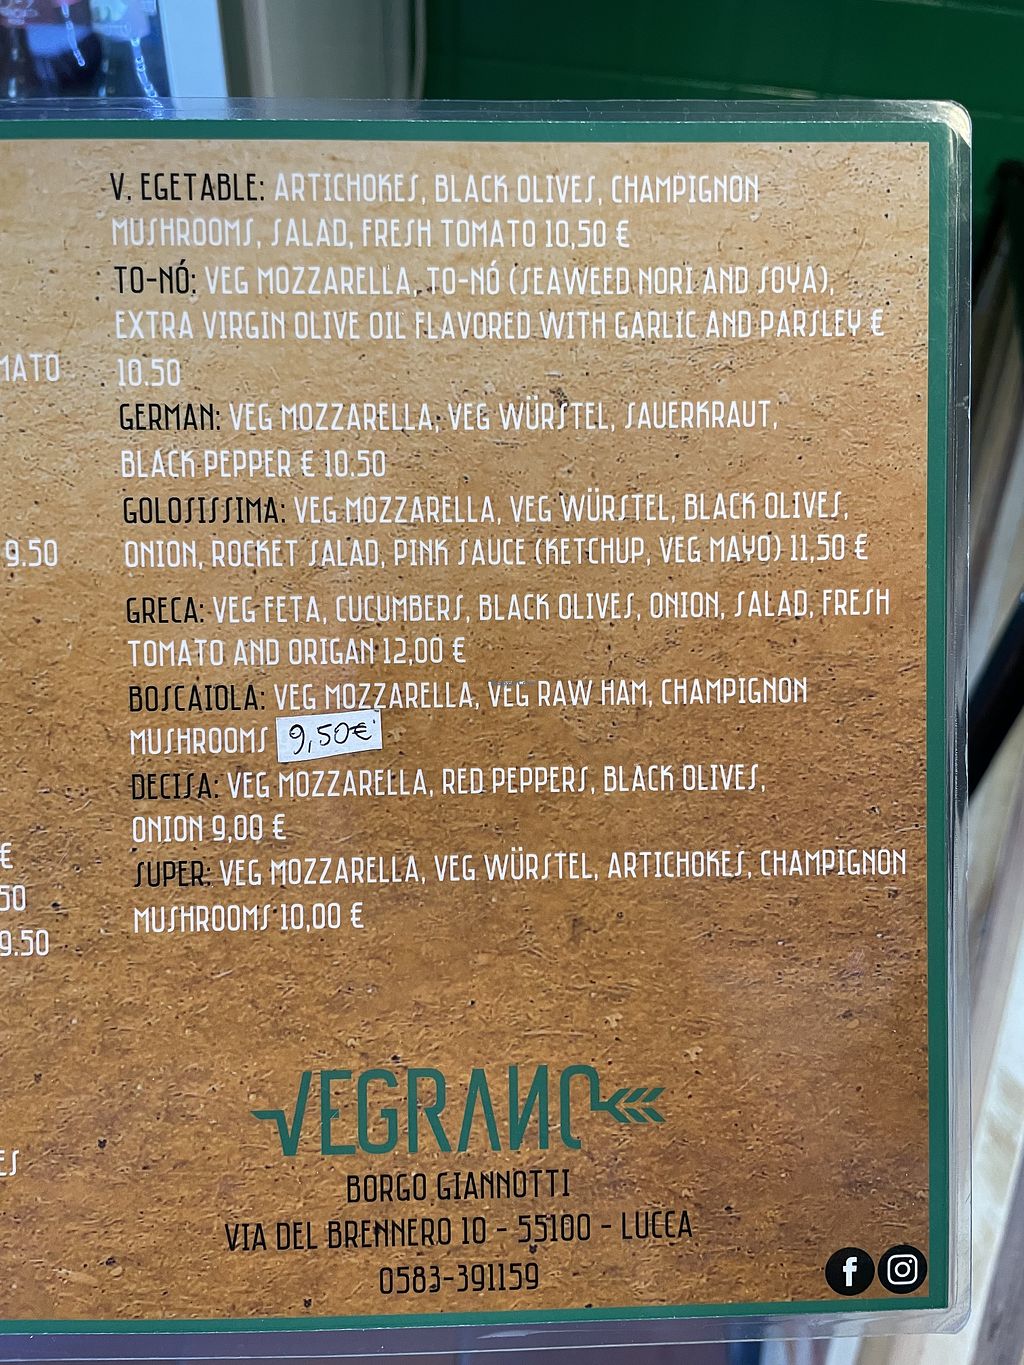 V. EGETABLE: ARTICHOKES, BLACK OLIVES, CHAMPIGNON
MUSHROOMS, SALAD, FRESH TOMATO 10,50 €
TO-NÓ: VEG MOZZARELLA, TO-NÓ (SEAWEED NORI AND SOYA),
EXTRA VIRGIN OLIVE OIL FLAVORED WITH GARLIC AND PARSLEY €
10.50
GERMAN: VEG MOZZARELLA, VEG WÜRSTEL, SAUERKRAUT,
BLACK PEPPER € 10.50
GOLOSISSIMA: VEG MOZZARELLA, VEG WÜRSTEL, BLACK OLIVES,
ONION, ROCKET SALAD, PINK SAUCE (KETCHUP, VEG MAYO) 11,50 €
GRECA: VEG FETA, CUCUMBERS, BLACK OLIVES, ONION, SALAD, FRESH
TOMATO AND ORIGAN 12,00 €
BOSCAIOLA: VEG MOZZARELLA, VEG RAW HAM, CHAMPIGNON
MUSHROOMS 9,50€
DECISA: VEG MOZZARELLA, RED PEPPERS, BLACK OLIVES,
ONION 9,00 €
SUPER: VEG MOZZARELLA, VEG WÜRSTEL, ARTICHOKES, CHAMPIGNON
MUSHROOMS 10,00 €
MATO
9.50
€
50
9.50
ES
VEGRANO
BORGO GIANNOTTI
VIA DEL BRENNERO 10 - 55100 - LUCCA
0583-391159